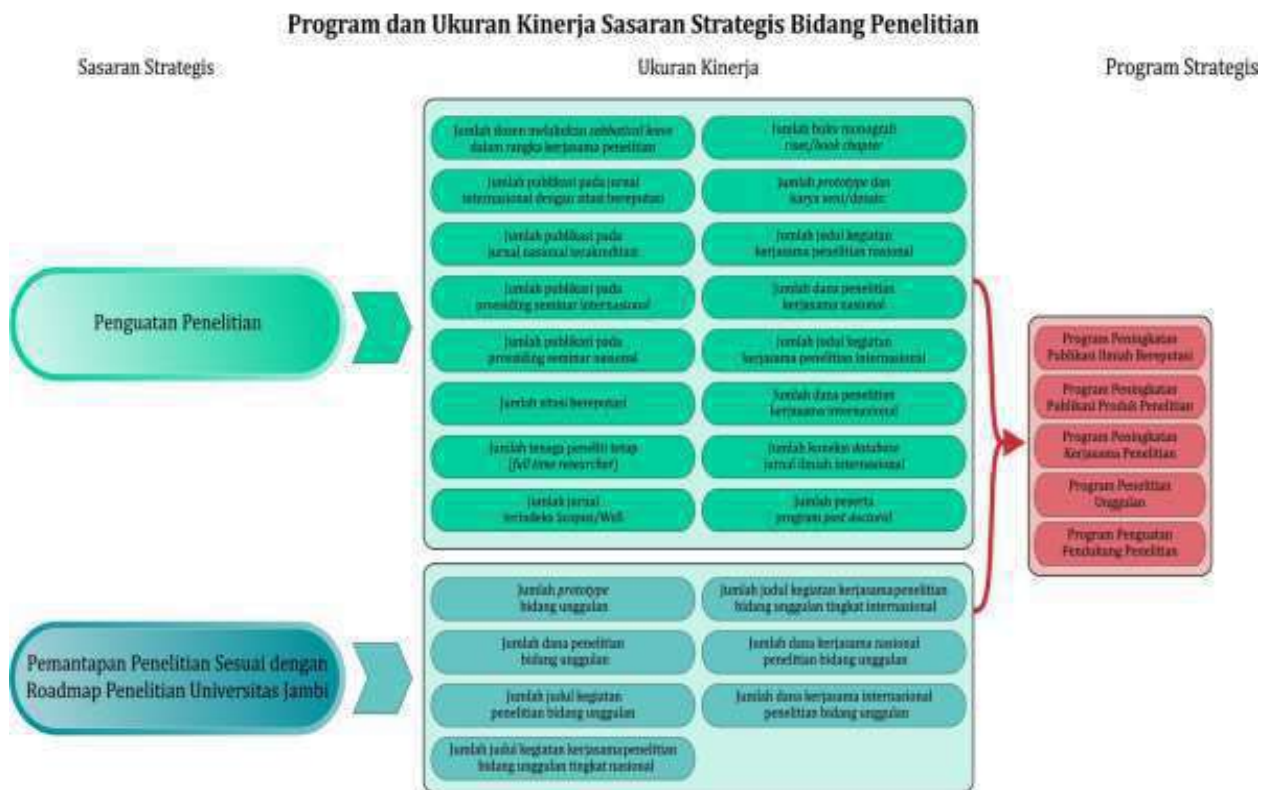 Program dan Ukuran Kinerja Sasaran Strategis Bidang Penelitian
Sasaran Strategis
Ukuran Kinerja
Program Strategis
Penguatan Penelitian
Jumlah dosen melakukan sabbatical leave
dalam rangka kerjasama penelitian
Jumlah publikasi pada jurnal
internasional dengan sitasi bereputasi
Jumlah publikasi pada
jurnal nasional terakreditasi
Jumlah publikasi pada
prosiding seminar internasional
Jumlah publikasi pada
prosiding seminar nasional
Jumlah sitasi bereputasi
Jumlah tenaga peneliti tetap
(full time researcher)
Jumlah jurnal
terindeks Scopus/WoS
Jumlah buku monografi
riset/book chapter
Jumlah prototype dan
karya seni/desain
Jumlah judul kegiatan
kerjasama penelitian nasional
Jumlah dana penelitian
kerjasama nasional
Jumlah judul kegiatan
kerjasama penelitian internasional
Jumlah dana penelitian
kerjasama internasional
Jumlah koneksi database
jurnal ilmiah internasional
Jumlah peserta
program post doctoral
Pemantapan Penelitian Sesuai dengan
Roadmap Penelitian Universitas Jambi
Jumlah prototype
bidang unggulan
Jumlah dana penelitian
bidang unggulan
Jumlah judul kegiatan
penelitian bidang unggulan
Jumlah judul kegiatan kerjasamapenelitian
bidang unggulan tingkat nasional
Jumlah judul kegiatan kerjasamapenelitian
bidang unggulan tingkat internasional
Jumlah dana kerjasama nasional
penelitian bidang unggulan
Jumlah dana kerjasama internasional
penelitian bidang unggulan
Program Peningkatan
Publikasi Ilmiah Bereputasi
Program Peningkatan
Publikasi Produk Penelitian
Program Peningkatan
Kerjasama Penelitian
Program Penelitian
Unggulan
Program Penguatan
Pendukung Penelitian